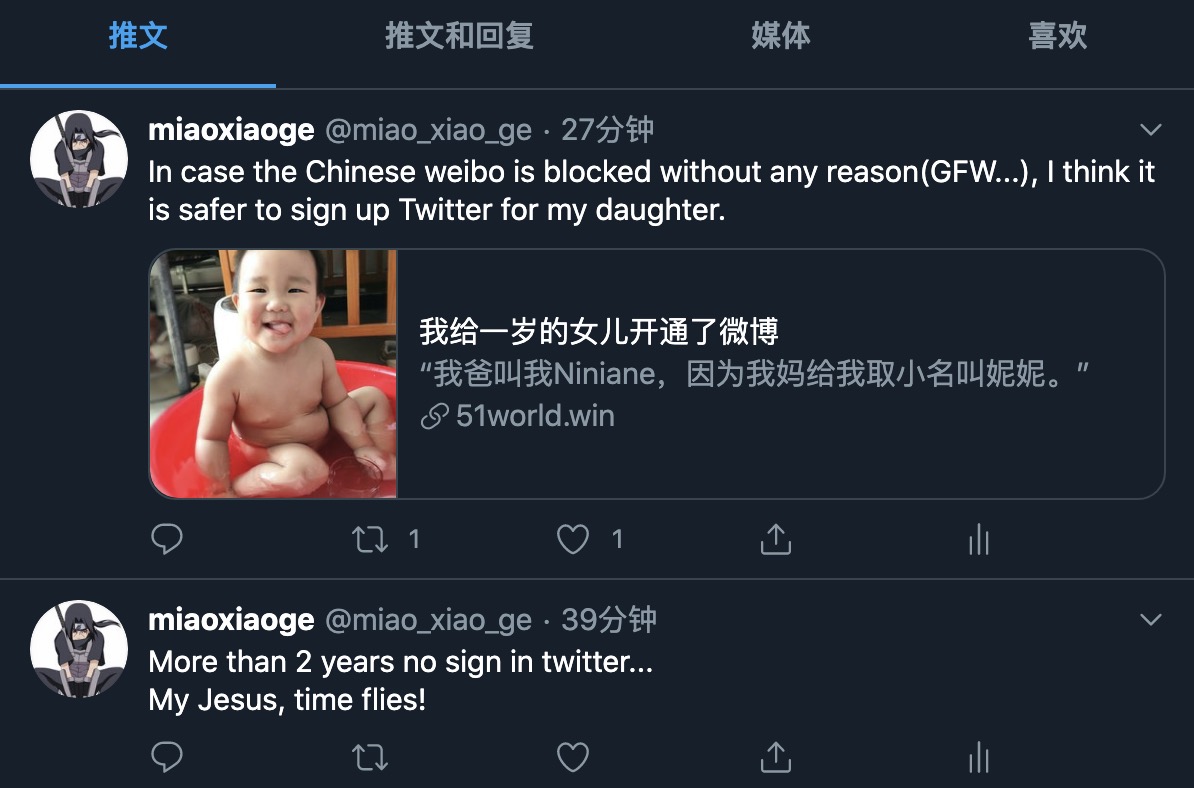 推文
推文和回复
媒体
喜欢
miaoxiaoge @miao_xiao_ge · 27分钟
In case the Chinese weibo is blocked without any reason(GFW...), I think it
is safer to sign up Twitter for my daughter.
我给一岁的女儿开通了微博
“我爸叫我Niniane，因为我妈给我取小名叫妮妮。”
51world.win
1
1
miaoxiaoge @miao_xiao_ge · 39分钟
More than 2 years no sign in twitter...
My Jesus, time flies!